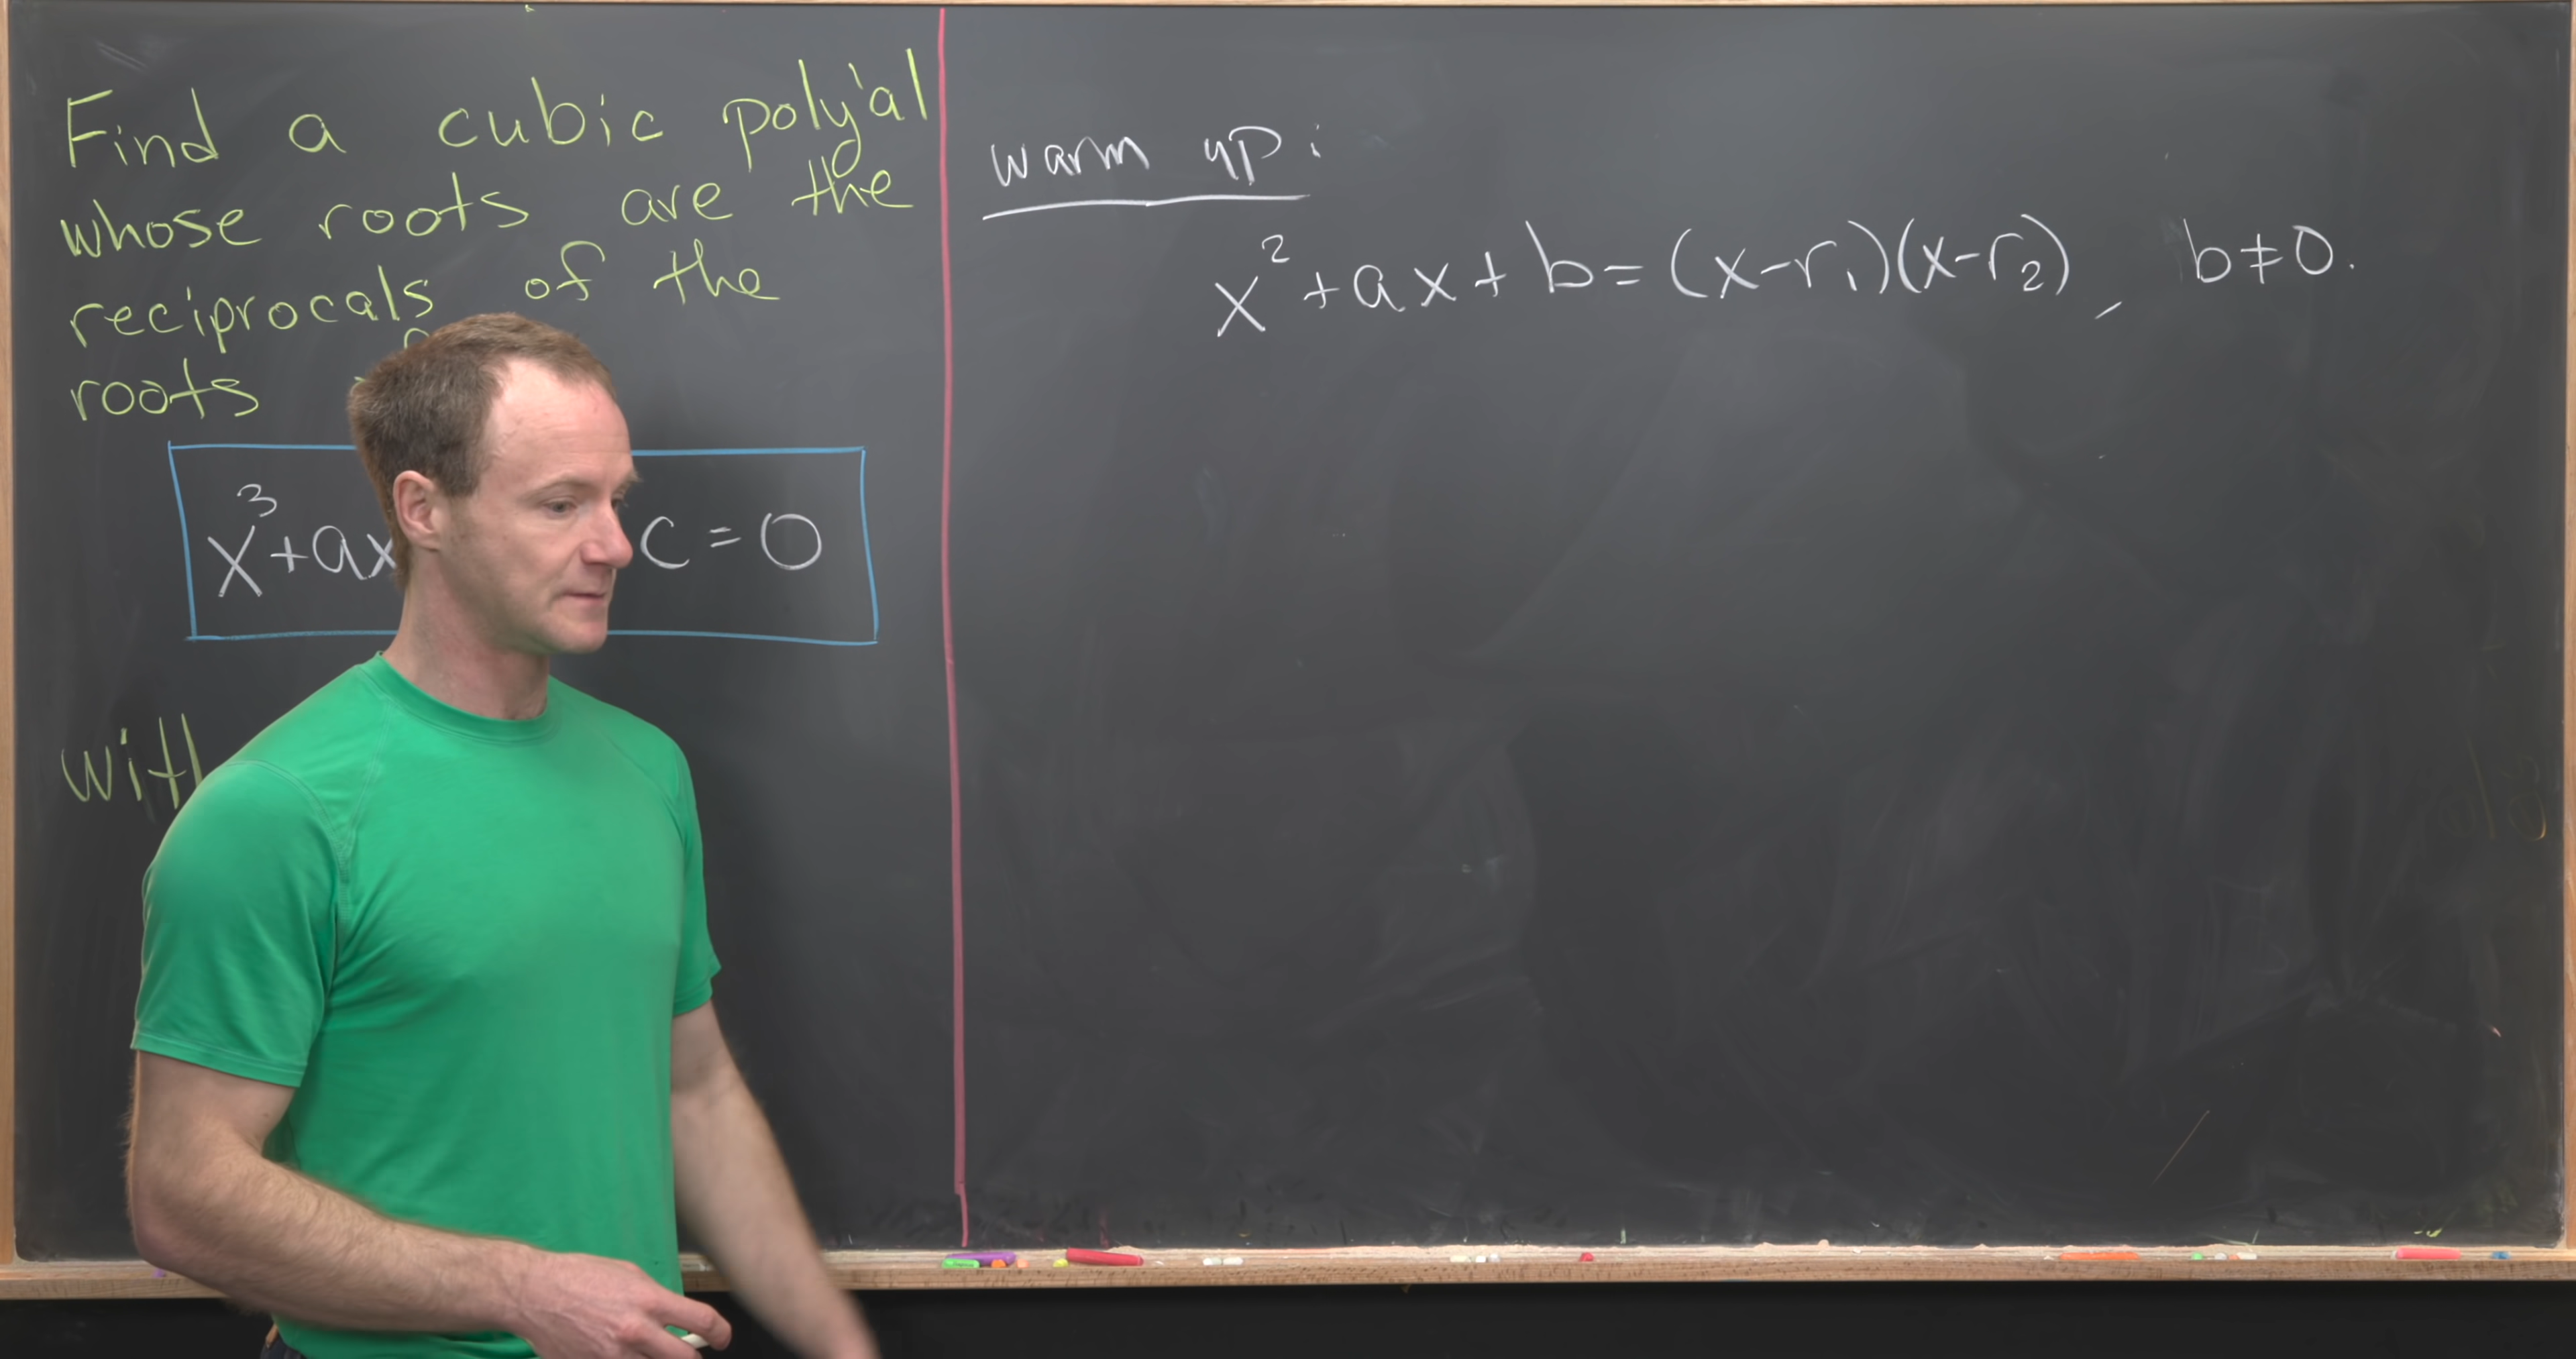 Find a cubic poly'al
whose roots are the
reciprocals of the
roots
x³+ax c = 0
with
warm up:
x²+ax+b=(x-r₁)(x-r₂), b≠0.